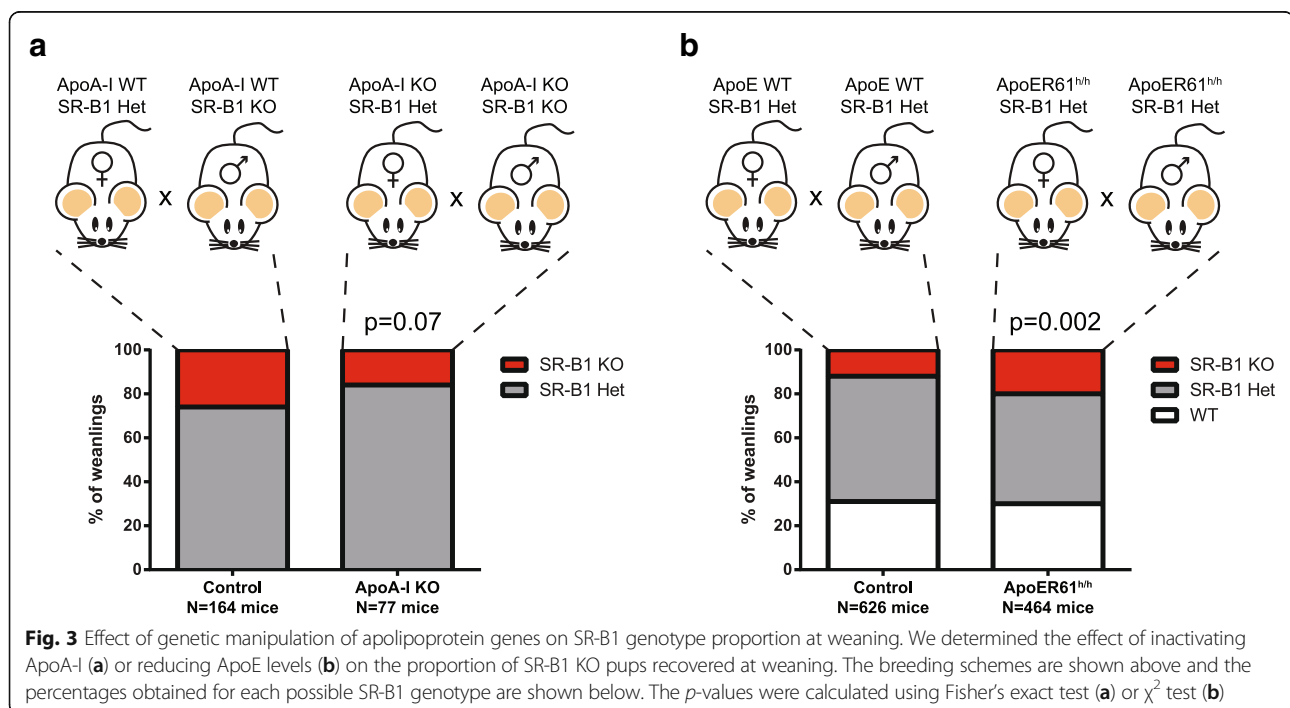 a
ApoA-I WT
SR-B1 Het
ApoA-I WT
SR-B1 KO
ApoA-I KO
SR-B1 Het
ApoA-I KO
SR-B1 KO
♀
x
♂
♀
x
♂
p=0.07
% of weanlings
100
80
60
40
20
0
SR-B1 KO
SR-B1 Het
Control
N=164 mice
ApoA-I KO
N=77 mice
b
ApoE WT
SR-B1 Het
ApoE WT
SR-B1 Het
ApoER61h/h
SR-B1 Het
ApoER61h/h
SR-B1 Het
♀
x
♂
♀
x
♂
p=0.002
% of weanlings
100
80
60
40
20
0
SR-B1 KO
SR-B1 Het
WT
Control
N=626 mice
ApoER61h/h
N=464 mice
Fig. 3 Effect of genetic manipulation of apolipoprotein genes on SR-B1 genotype proportion at weaning. We determined the effect of inactivating
ApoA-I (a) or reducing ApoE levels (b) on the proportion of SR-B1 KO pups recovered at weaning. The breeding schemes are shown above and the
percentages obtained for each possible SR-B1 genotype are shown below. The p-values were calculated using Fisher's exact test (a) or χ² test (b)